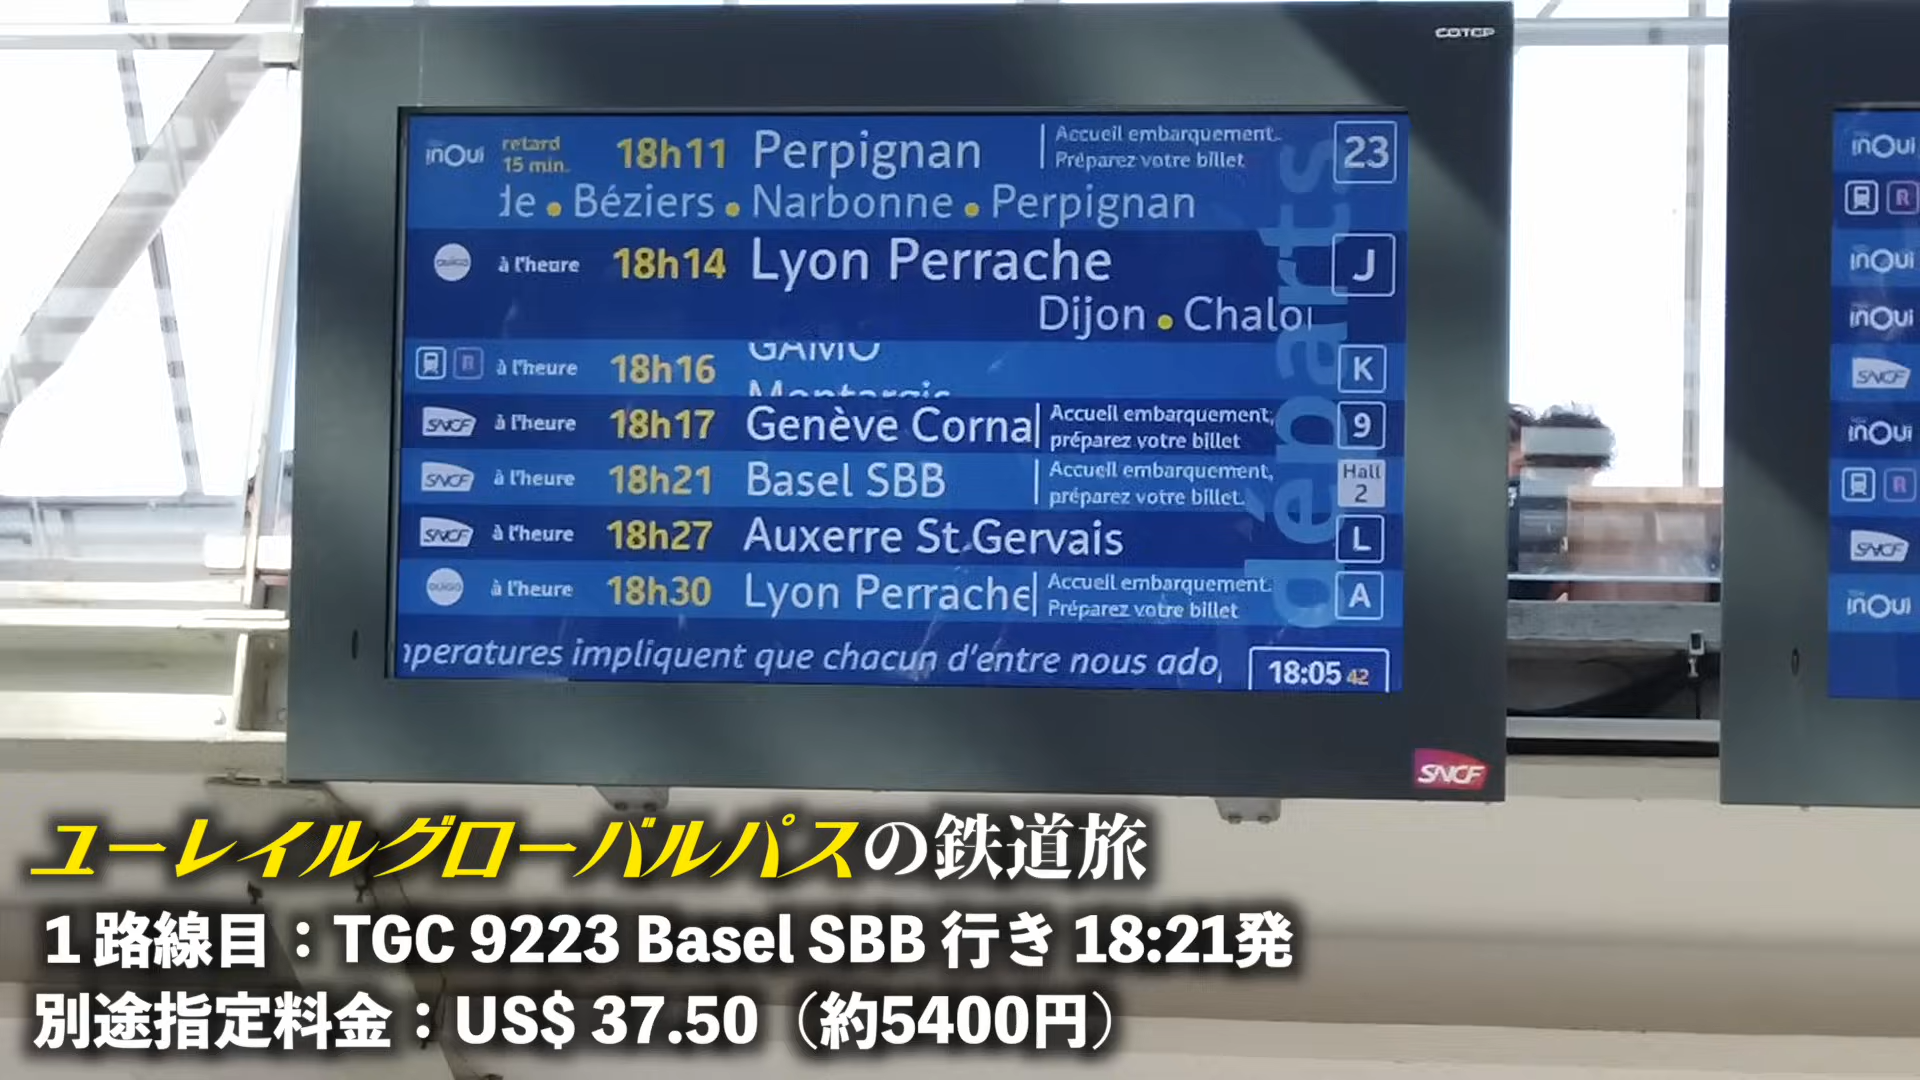 COTEP
inOui retard 15 min. 18h11 Perpignan Accueil embarquement. Préparez votre billet 23
Béziers • Narbonne • Perpignan
OUIGO à l'heure 18h14 Lyon Perrache J
Dijon •
R à l'heure 18h16 K
SNCF à l'heure 18h17 Genève Corna Accueil embarquement, préparez votre billet 9
SNCF à l'heure 18h21 Basel SBB Accueil embarquement, préparez votre billet. Hall 2
SNCF à l'heure 18h27 Auxerre St Gervais L
OUIGO à l'heure 18h30 Lyon Perrache Accueil embarquement. Préparez votre billet A
départs
impliquent que chacun d'entre nous 18:05 42
SNCF
inOui
R
inOui
inOui
SNCF
inOui
R
SNCF
inOui
ユーレイルグローバルパスの鉄道旅
1路線目：TGC 9223 Basel SBB 行き 18:21発
別途指定料金：US$ 37.50（約5400円）